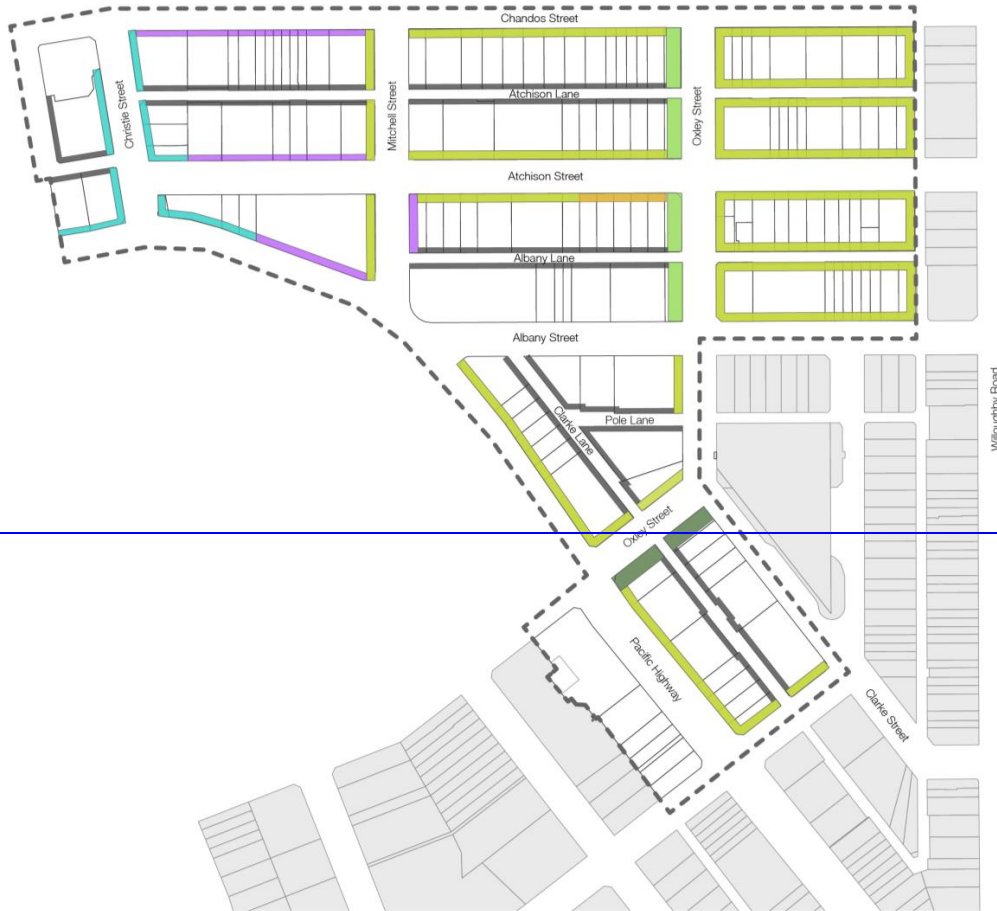 Chandos Street
Christie Street
Mitchell Street
Atchison Lane
Oxley Street
Atchison Street
Albany Lane
Albany Street
Willoughby Road
Clarke Lane
Pole Lane
Oxley Street
Pacific Highway
Clarke Street